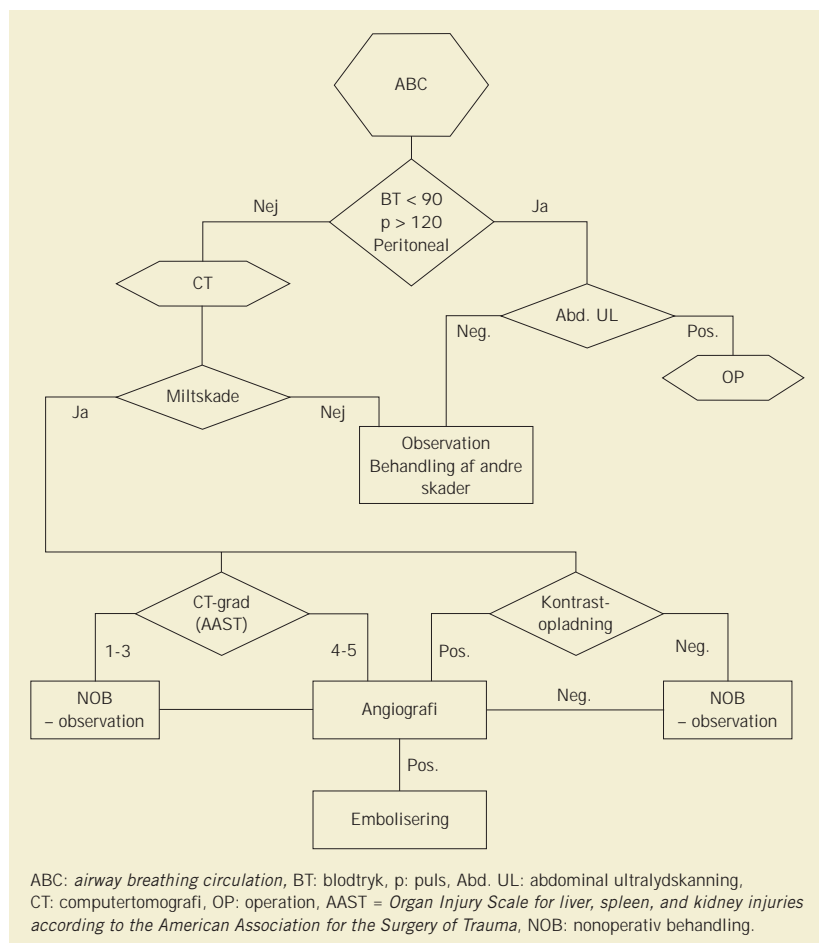 ABC
BT < 90
p > 120
Peritoneal
Nej
Ja
CT
Abd. UL
Neg.
Pos.
OP
Miltskade
Ja
Nej
Observation
Behandling af andre
skader
CT-grad
(AAST)
Kontrast-
opladning
1-3
4-5
Pos.
Neg.
NOB
– observation
Angiografi
Neg.
NOB
– observation
Pos.
Embolisering
ABC: airway breathing circulation, BT: blodtryk, p: puls, Abd. UL: abdominal ultralydskanning,
CT: computertomografi, OP: operation, AAST = Organ Injury Scale for liver, spleen, and kidney injuries
according to the American Association for the Surgery of Trauma, NOB: nonoperativ behandling.